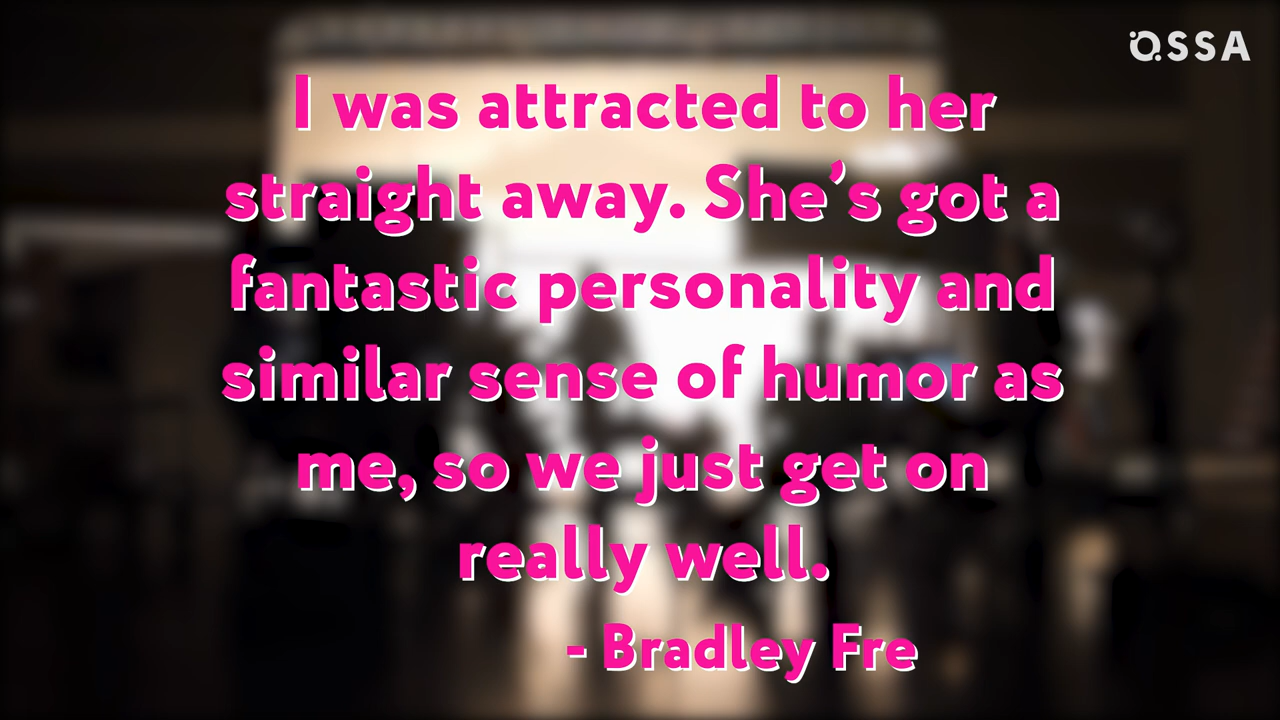 OSSA
I was attracted to her
straight away. She’s got a
fantastic personality and
similar sense of humor as
me, so we just get on
really well.
- Bradley Fre